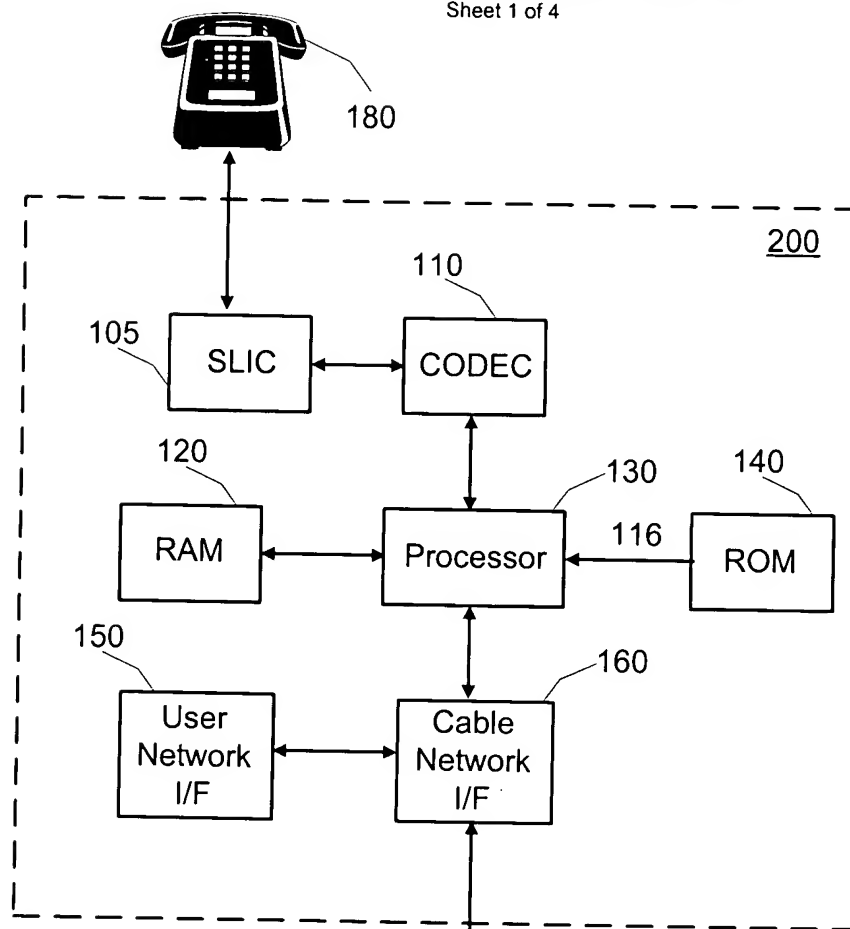 Sheet 1 of 4
180
200
110
105
SLIC
CODEC
120
130
140
RAM
Processor
116
ROM
150
160
User
Network
I/F
Cable
Network
I/F